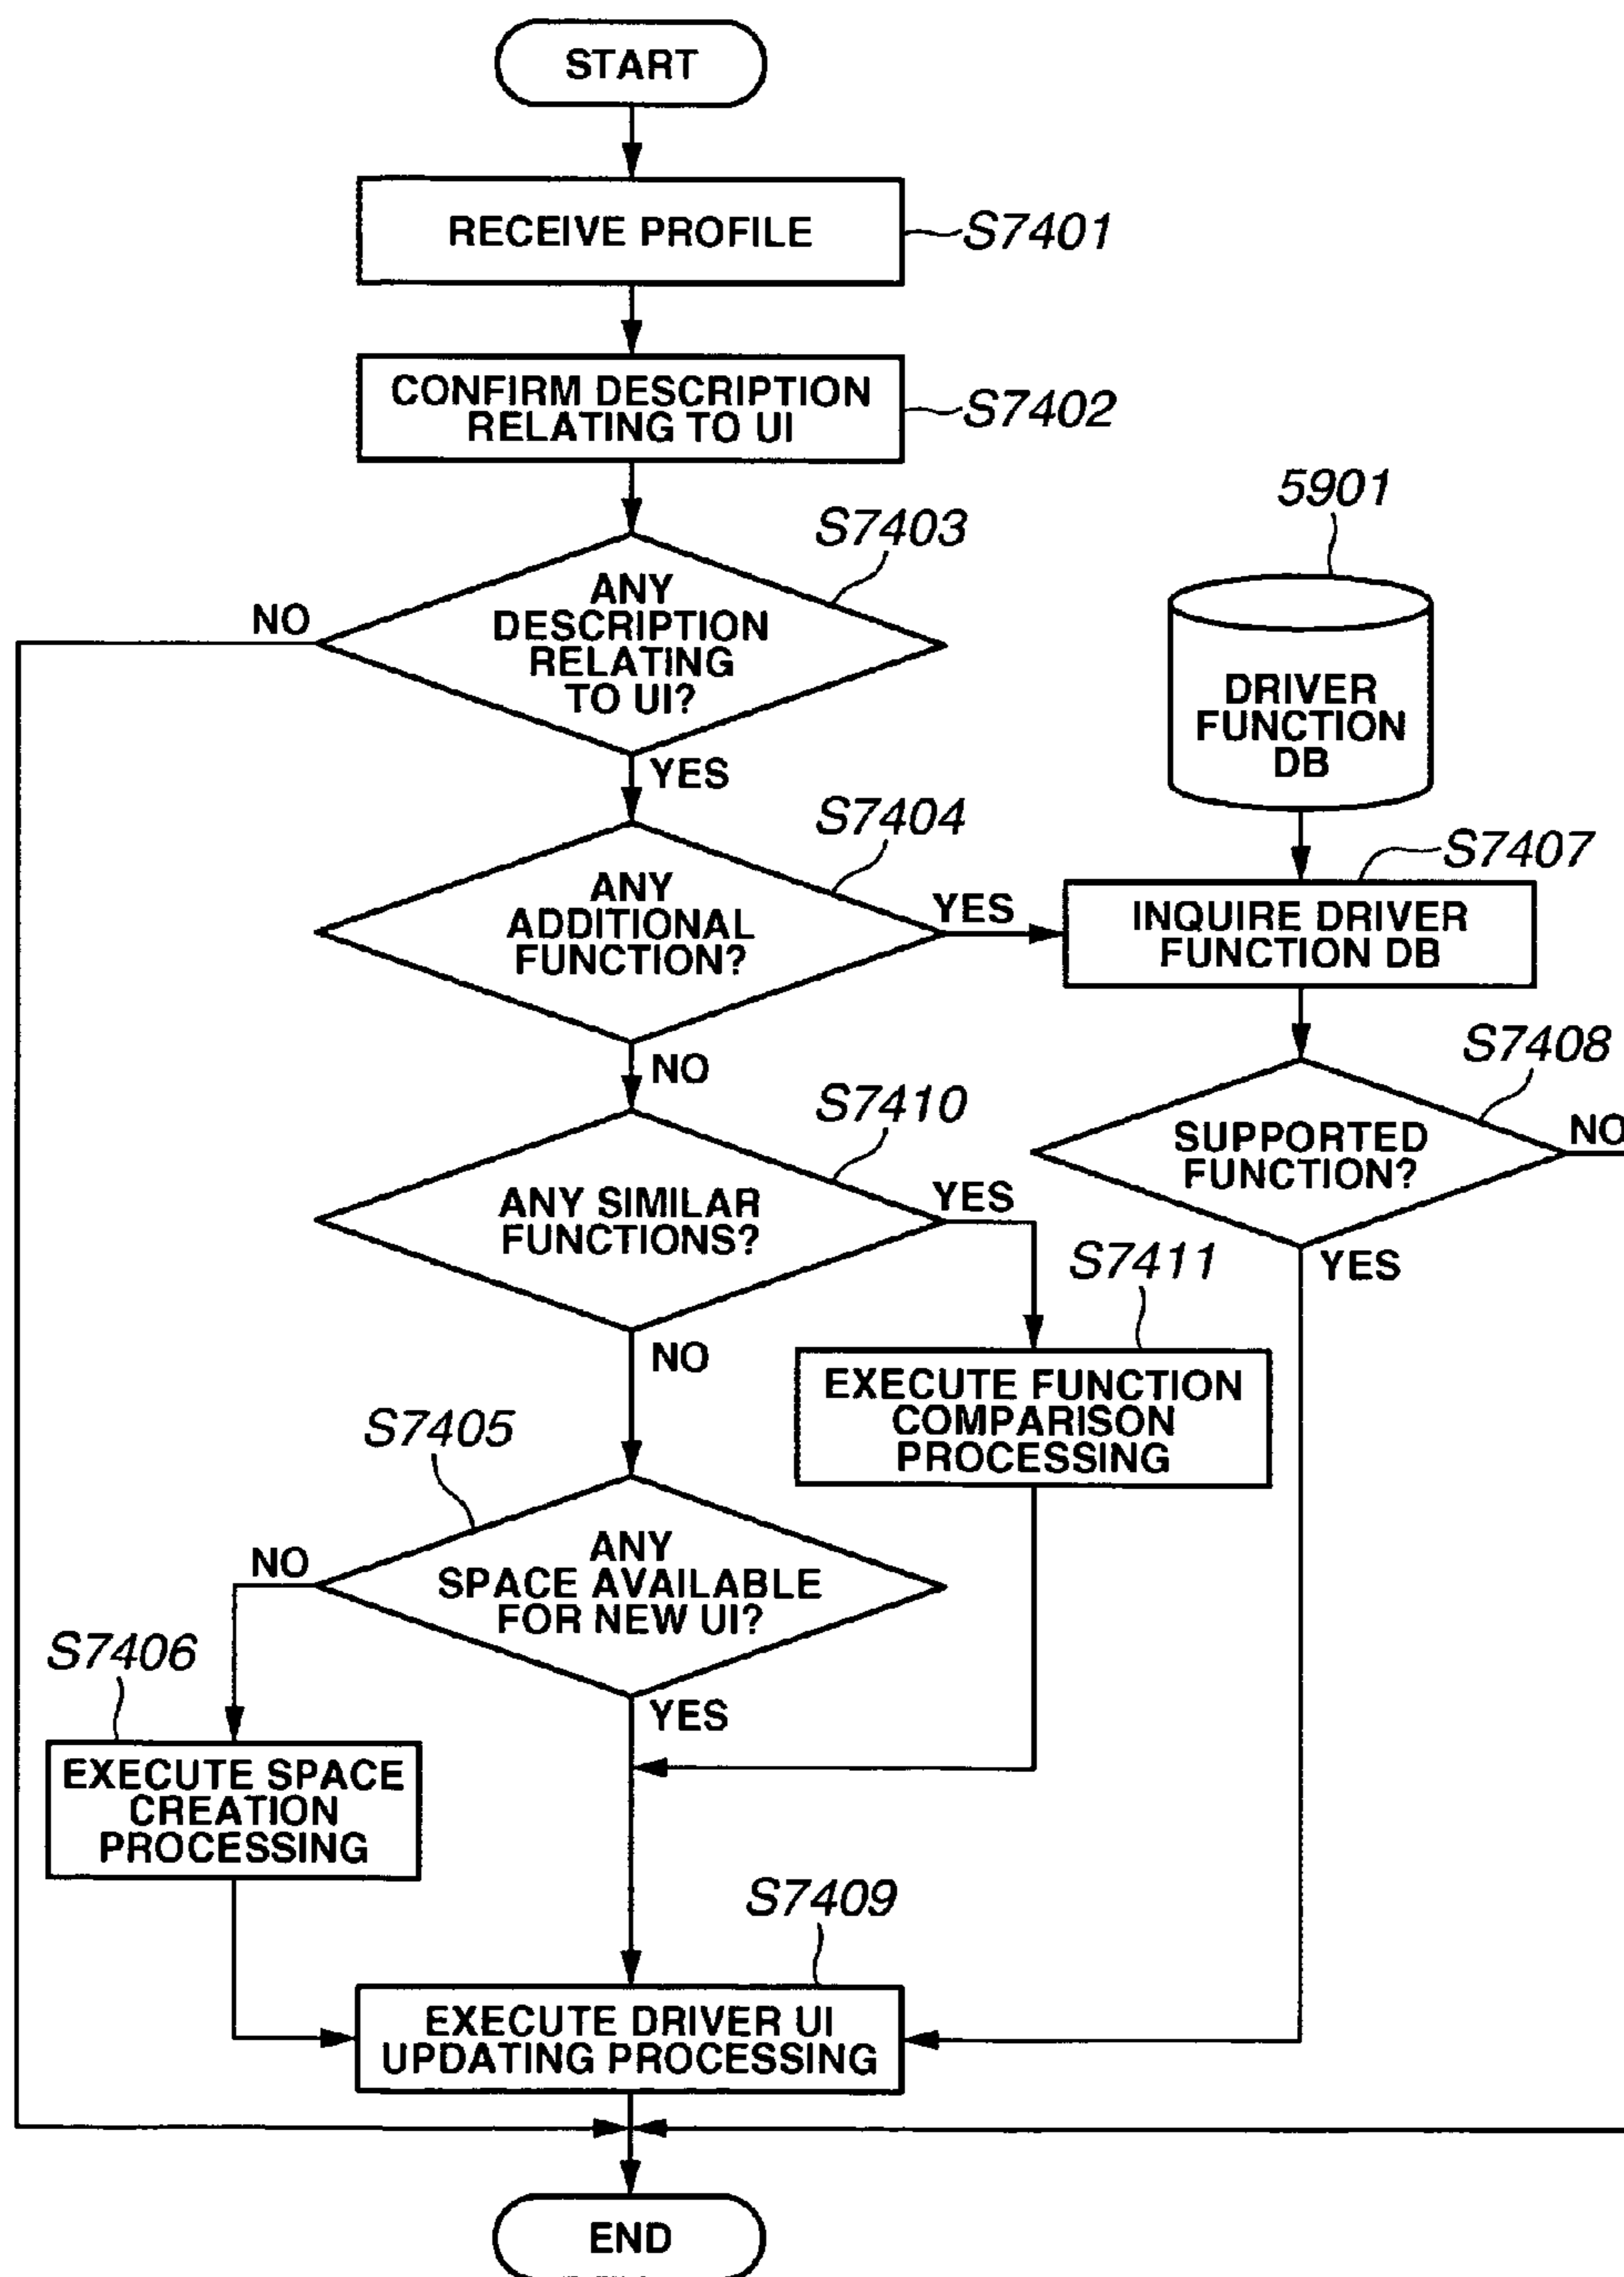 START
RECEIVE PROFILE
S7401
CONFIRM DESCRIPTION
RELATING TO UI
S7402
S7403
ANY
DESCRIPTION
RELATING
TO UI?
NO
YES
5901
DRIVER
FUNCTION
DB
S7404
ANY
ADDITIONAL
FUNCTION?
YES
NO
S7407
INQUIRE DRIVER
FUNCTION DB
S7408
SUPPORTED
FUNCTION?
NO
YES
S7410
ANY SIMILAR
FUNCTIONS?
YES
NO
S7411
EXECUTE FUNCTION
COMPARISON
PROCESSING
S7405
ANY
SPACE AVAILABLE
FOR NEW UI?
NO
YES
S7406
EXECUTE SPACE
CREATION
PROCESSING
S7409
EXECUTE DRIVER UI
UPDATING PROCESSING
END